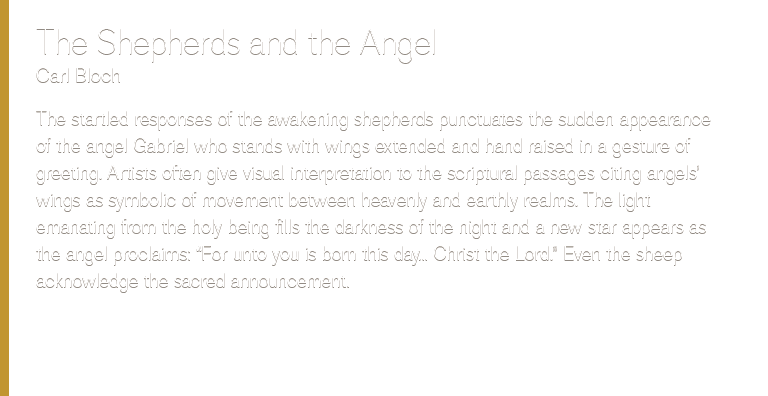 The Shepherds and the Angel
Carl Bloch
The startled responses of the awakening shepherds punctuates the sudden appearance
of the angel Gabriel who stands with wings extended and hand raised in a gesture of
greeting. Artists often give visual interpretation to the scriptural passages citing angels'
wings as symbolic of movement between heavenly and earthly realms. The light
emanating from the holy being fills the darkness of the night and a new star appears as
the angel proclaims: "For unto you is born this day... Christ the Lord." Even the sheep
acknowledge the sacred announcement.